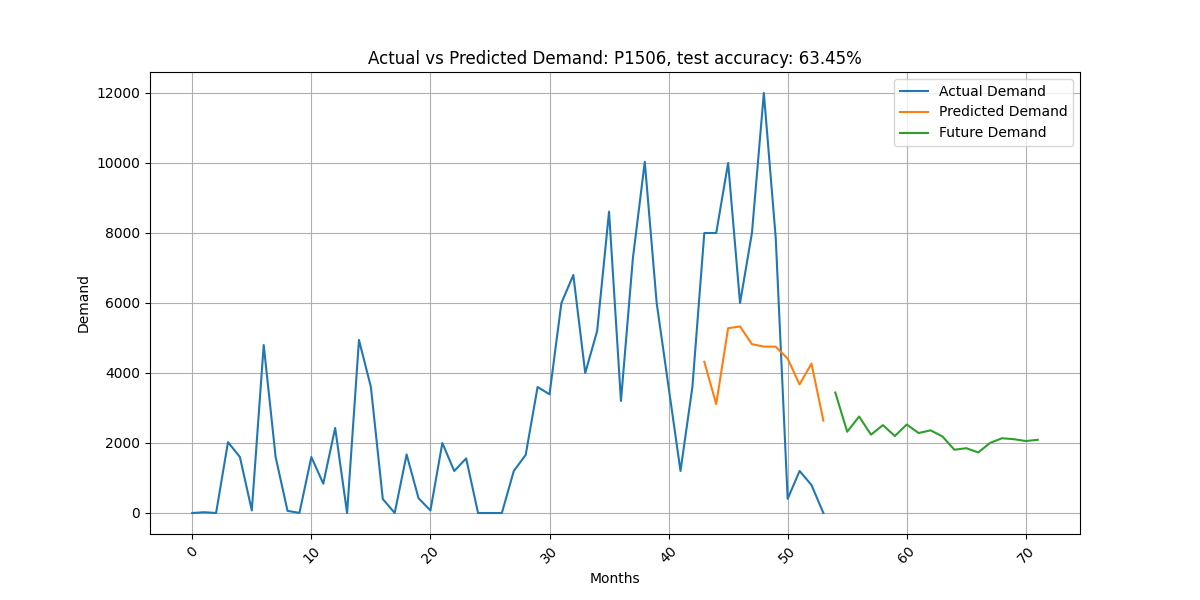 Actual vs Predicted Demand: P1506, test accuracy: 63.45%
Actual Demand
Predicted Demand
Future Demand
12000
10000
8000
6000
4000
2000
0
Demand
0
10
20
30
40
50
60
70
Months